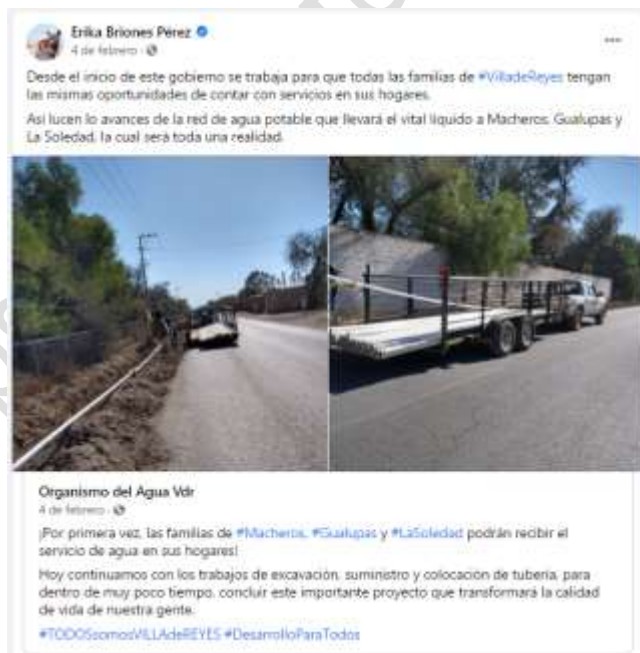 Erika Briones Pérez
4 de febrero ·
Desde el inicio de este gobierno se trabaja para que todas las familias de #VilladeReyes tengan
las mismas oportunidades de contar con servicios en sus hogares.
Así lucen lo avances de la red de agua potable que llevará el vital líquido a Macheros, Gualupas y
La Soledad, la cual será toda una realidad.
Organismo del Agua Vdr
4 de febrero ·
¡Por primera vez, las familias de #Macheros, #Gualupas y #LaSoledad podrán recibir el
servicio de agua en sus hogares!
Hoy continuamos con los trabajos de excavación, suministro y colocación de tubería, para
dentro de muy poco tiempo, concluir este importante proyecto que transformará la calidad
de vida de nuestra gente.
#TODOSsomosVILLAdeREYES #DesarrolloParaTodos